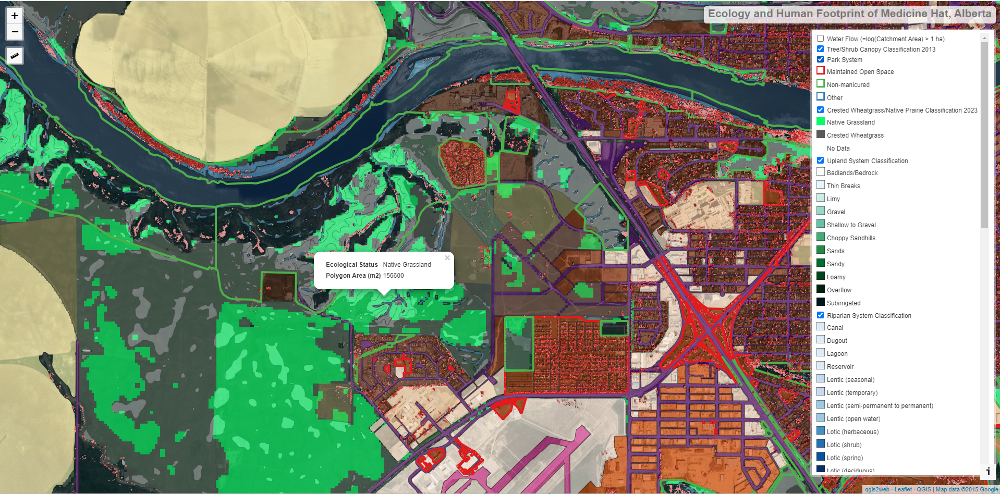 +
−
Ecology and Human Footprint of Medicine Hat, Alberta
Water Flow (=log(Catchment Area) > 1 ha)
Tree/Shrub Canopy Classification 2013
Park System
Maintained Open Space
Non-manicured
Other
Crested Wheatgrass/Native Prairie Classification 2023
Native Grassland
Crested Wheatgrass
No Data
Upland System Classification
Badlands/Bedrock
Thin Breaks
Limy
Gravel
Shallow to Gravel
Choppy Sandhills
Sands
Sandy
Loamy
Overflow
Subirrigated
Riparian System Classification
Canal
Dugout
Lagoon
Reservoir
Lentic (seasonal)
Lentic (temporary)
Lentic (semi-permanent to permanent)
Lentic (open water)
Lotic (herbaceous)
Lotic (shrub)
Lotic (spring)
Lotic (deciduous)
×
Ecological Status Native Grassland
Polygon Area (m2) 156600
i
qgis2web · Leaflet · QGIS | Map data ©2015 Google